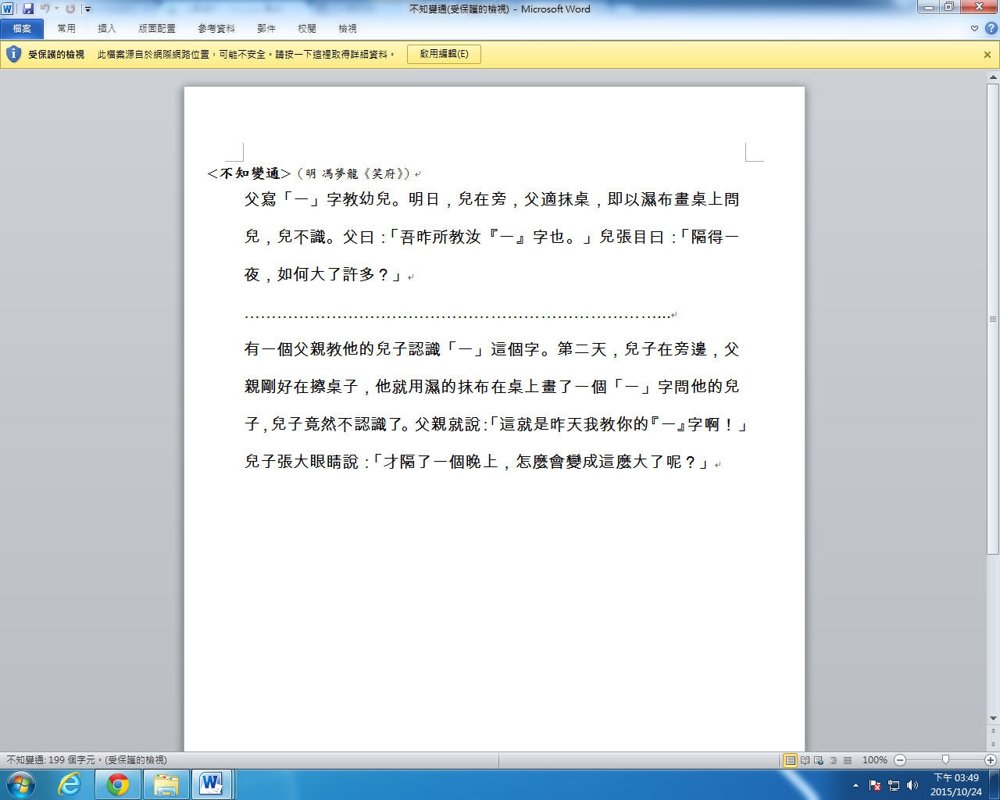 不知變通(受保護的檢視) - Microsoft Word
檔案 常用 插入 版面配置 參考資料 郵件 校閱 檢視
受保護的檢視 此檔案源自於網際網路位置，可能不安全。請按一下這裡取得詳細資料。 啟用編輯(E)
＜不知變通＞（明 馮夢龍《笑府》）
父寫「一」字教幼兒。明日，兒在旁，父適抹桌，即以濕布畫桌上問
兒，兒不識。父曰：「吾昨所教汝『一』字也。」兒張目曰：「隔得一
夜，如何大了許多？」
…………………………………………………………………...
有一個父親教他的兒子認識「一」這個字。第二天，兒子在旁邊，父
親剛好在擦桌子，他就用濕的抹布在桌上畫了一個「一」字問他的兒
子，兒子竟然不認識了。父親就說：「這就是昨天我教你的『一』字啊！」
兒子張大眼睛說：「才隔了一個晚上，怎麼會變成這麼大了呢？」
不知變通: 199 個字元。(受保護的檢視) 100%
下午 03:49
2015/10/24